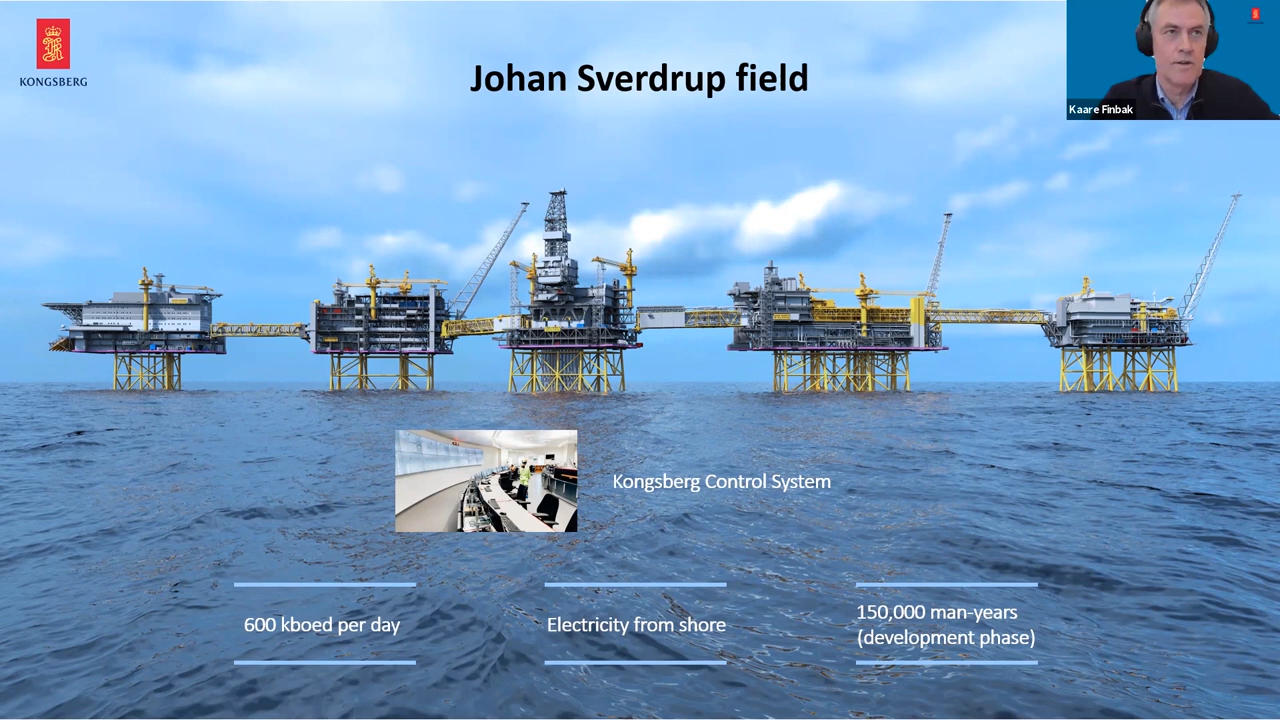 KONGSBERG
Johan Sverdrup field
Kaare Finbak
Kongsberg Control System
600 kboed per day
Electricity from shore
150,000 man-years
(development phase)